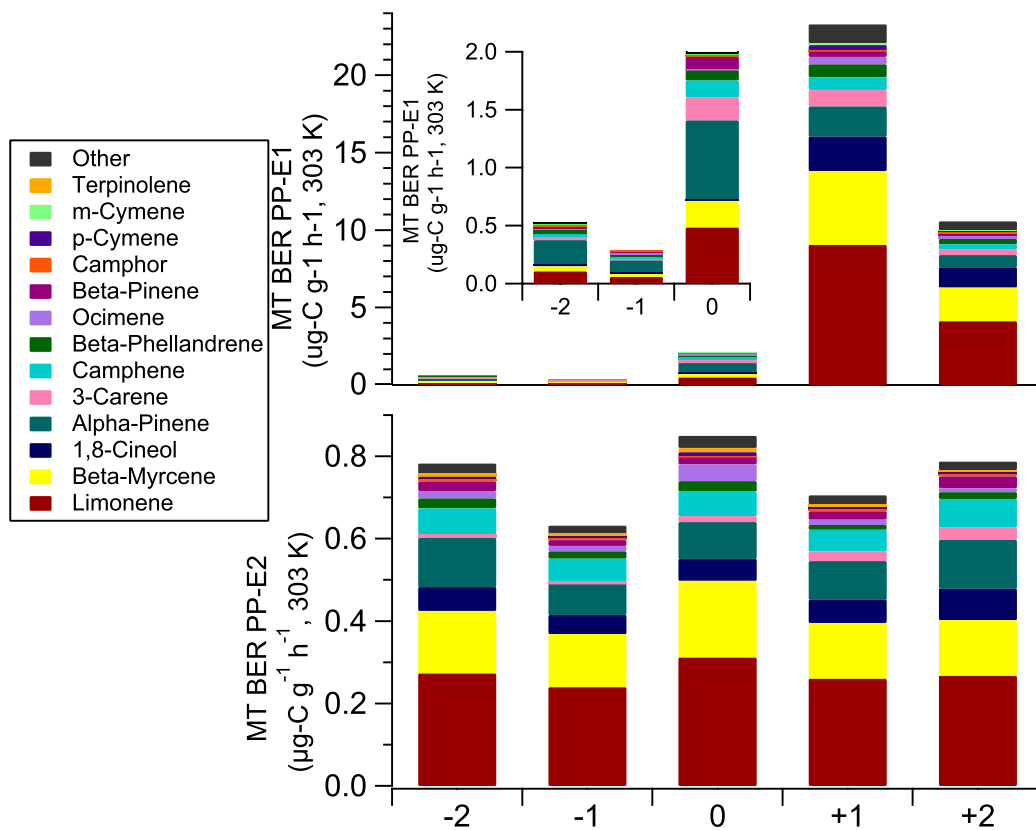 Other
Terpinolene
m-Cymene
p-Cymene
Camphor
Beta-Pinene
Ocimene
Beta-Phellandrene
Camphene
3-Carene
Alpha-Pinene
1,8-Cineol
Beta-Myrcene
Limonene
MT BER PP-E1
(ug-C g-1 h-1, 303 K)
20
15
10
5
0
MT BER PP-E1
(ug-C g-1 h-1, 303 K)
2.0
1.5
1.0
0.5
0.0
-2 -1 0
MT BER PP-E2
(µg-C g-1 h-1, 303 K)
0.8
0.6
0.4
0.2
0.0
-2 -1 0 +1 +2